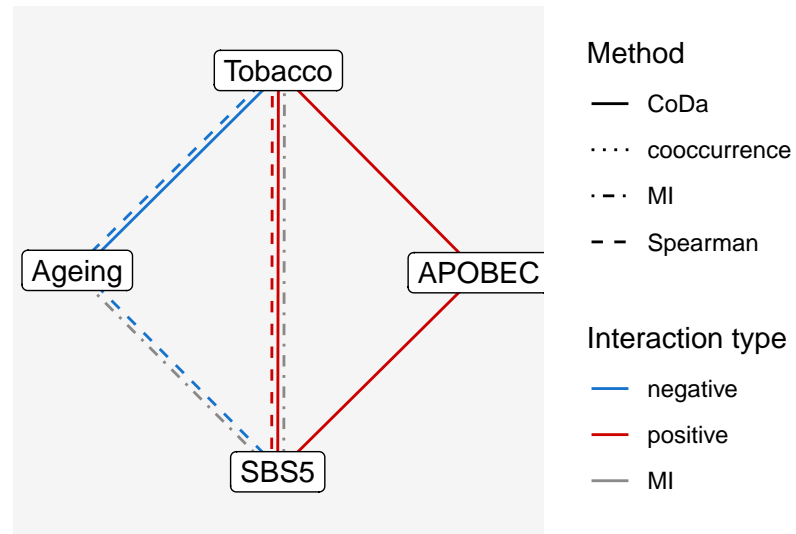 Tobacco
Ageing
APOBEC
SBS5
Method
CoDa
cooccurrence
MI
Spearman
Interaction type
negative
positive
MI